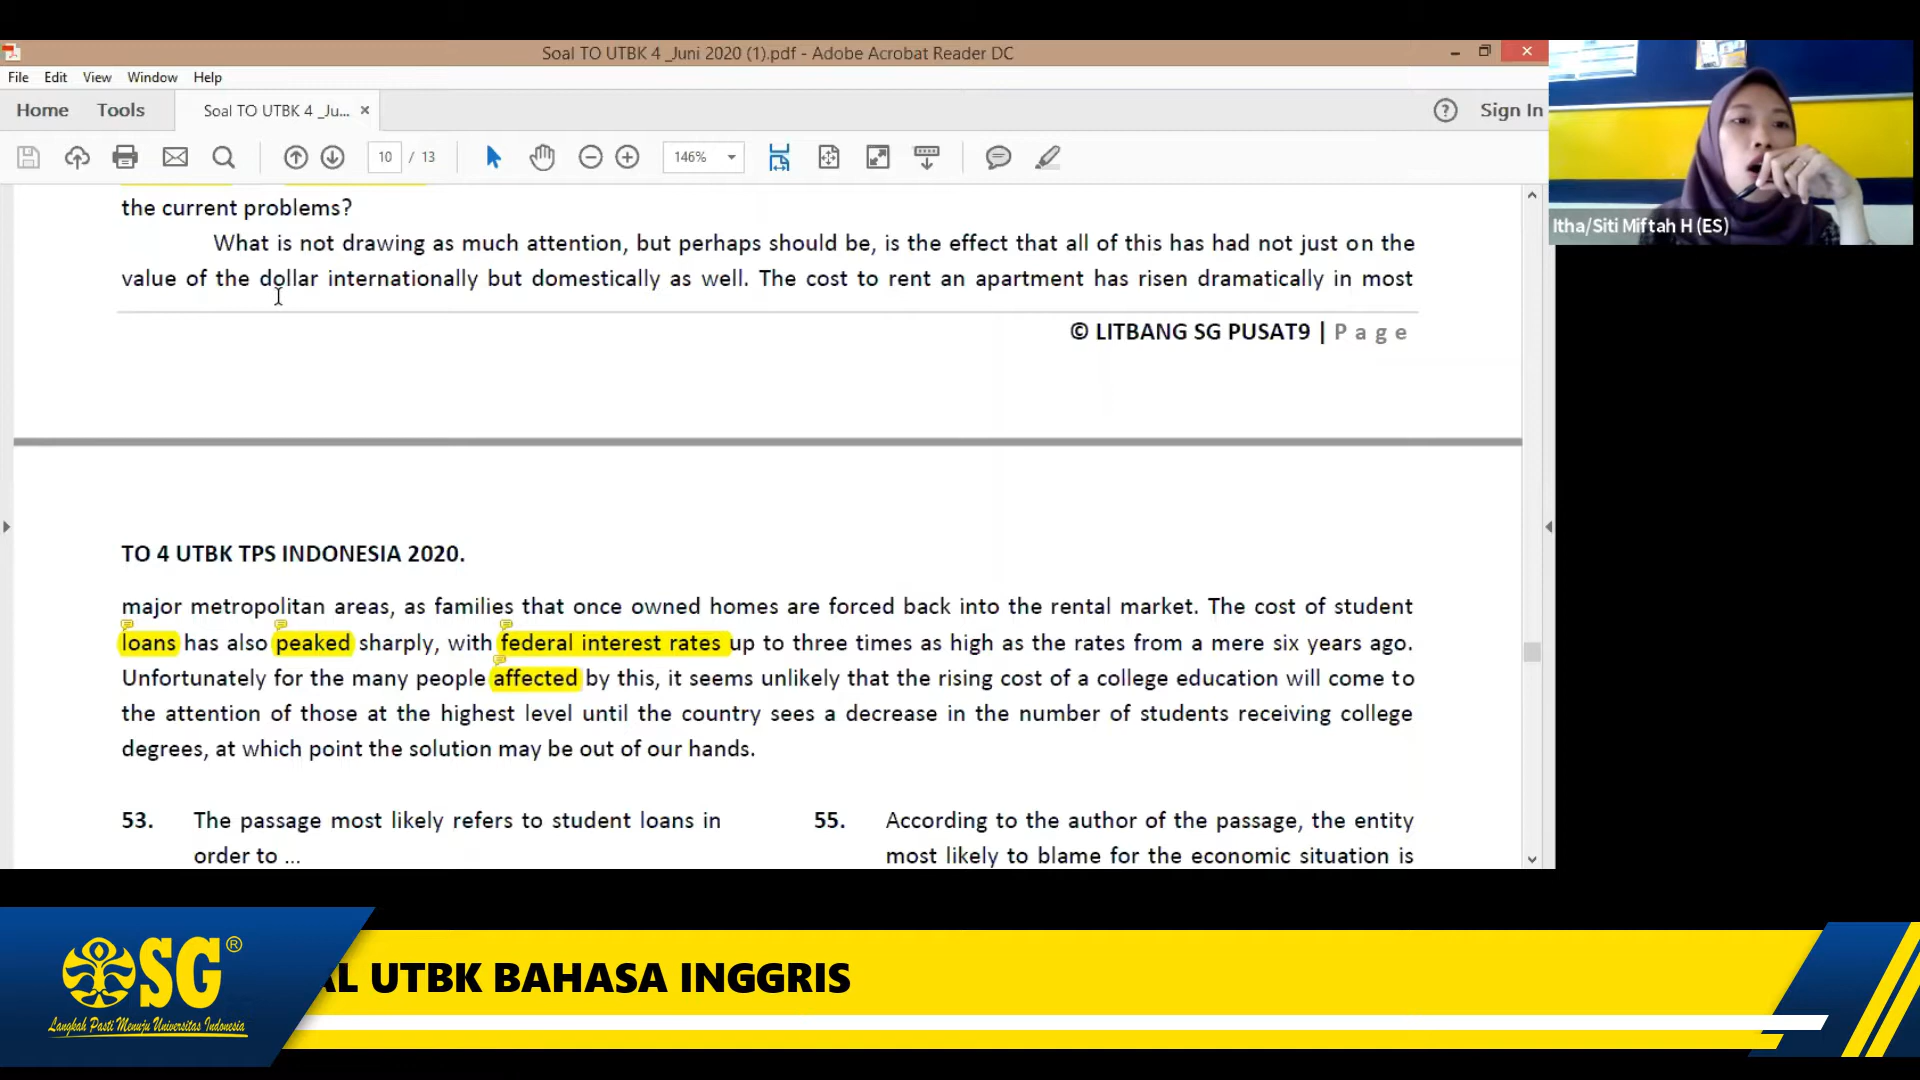 Soal TO UTBK 4 _Juni 2020 (1).pdf - Adobe Acrobat Reader DC
File Edit View Window Help
Home Tools Soal TO UTBK 4 _Ju... × ? Sign In
10 / 13 146%
the current problems?
What is not drawing as much attention, but perhaps should be, is the effect that all of this has had not just on the
value of the dollar internationally but domestically as well. The cost to rent an apartment has risen dramatically in most
© LITBANG SG PUSAT9 | P a g e
TO 4 UTBK TPS INDONESIA 2020.
major metropolitan areas, as families that once owned homes are forced back into the rental market. The cost of student
loans has also peaked sharply, with federal interest rates up to three times as high as the rates from a mere six years ago.
Unfortunately for the many people affected by this, it seems unlikely that the rising cost of a college education will come to
the attention of those at the highest level until the country sees a decrease in the number of students receiving college
degrees, at which point the solution may be out of our hands.
53. The passage most likely refers to student loans in
order to ...
55. According to the author of the passage, the entity
most likely to blame for the economic situation is
Itha/Siti Miftah H (ES)
SG®
Langkah Pasti Menuju Universitas Indonesia
AL UTBK BAHASA INGGRIS